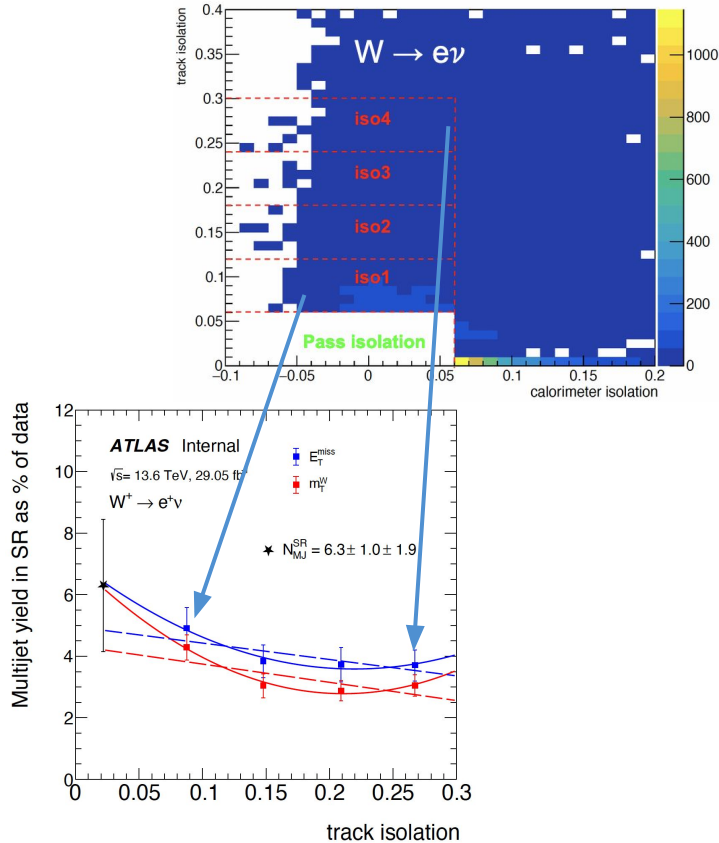 track isolation
W → eν
iso4
iso3
iso2
iso1
Pass isolation
0.4
0.35
0.3
0.25
0.2
0.15
0.1
0.05
0
−0.1
−0.05
0
0.05
0.1
0.15
0.2
calorimeter isolation
1000
800
600
400
200
0
Multijet yield in SR as % of data
12
10
8
6
4
2
0
ATLAS Internal
√s= 13.6 TeV, 29.05 fb
W⁺ → e⁺ν
E_T^miss
m_T^W
N_MJ^SR = 6.3± 1.0 ± 1.9
0
0.05
0.1
0.15
0.2
0.25
0.3
track isolation